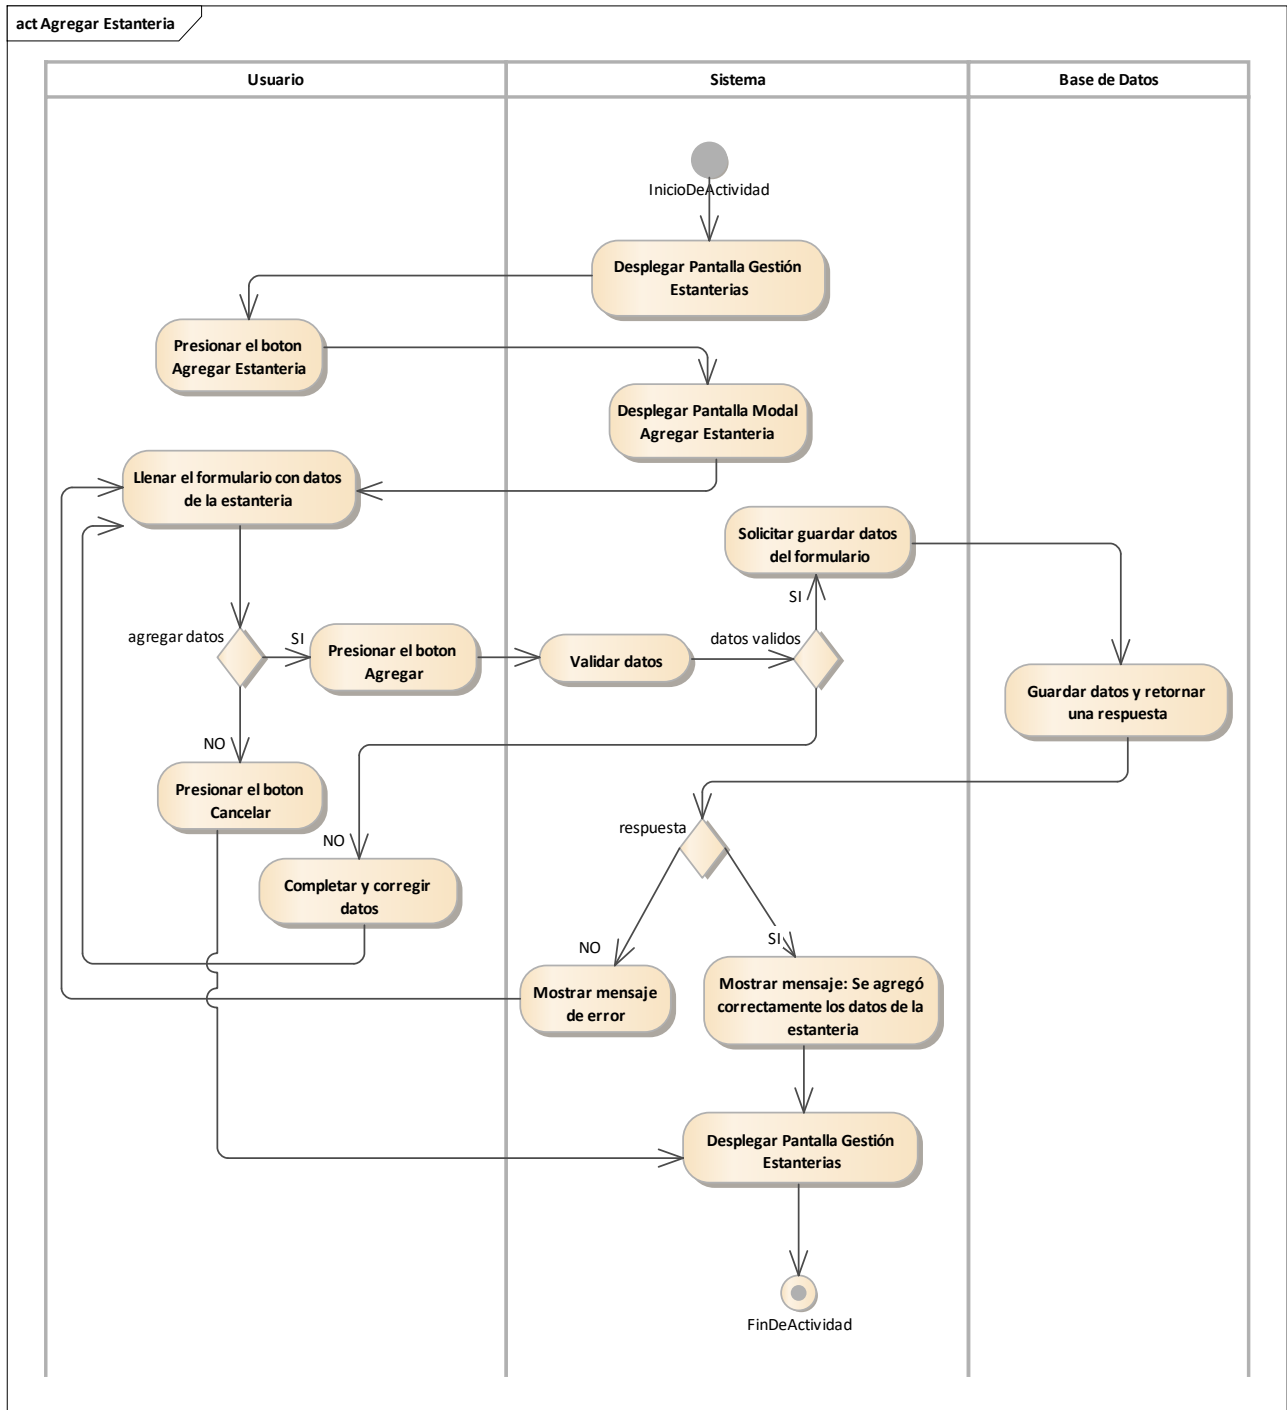 act Agregar Estanteria
Usuario
Sistema
Base de Datos
InicioDeActividad
Desplegar Pantalla Gestión
Estanterias
Presionar el boton
Agregar Estanteria
Desplegar Pantalla Modal
Agregar Estanteria
Llenar el formulario con datos
de la estanteria
Solicitar guardar datos
del formulario
SI
agregar datos
SI
Presionar el boton
Agregar
Validar datos
datos validos
Guardar datos y retornar
una respuesta
NO
Presionar el boton
Cancelar
respuesta
NO
Completar y corregir
datos
NO
SI
Mostrar mensaje
de error
Mostrar mensaje: Se agregó
correctamente los datos de la
estanteria
Desplegar Pantalla Gestión
Estanterias
FinDeActividad